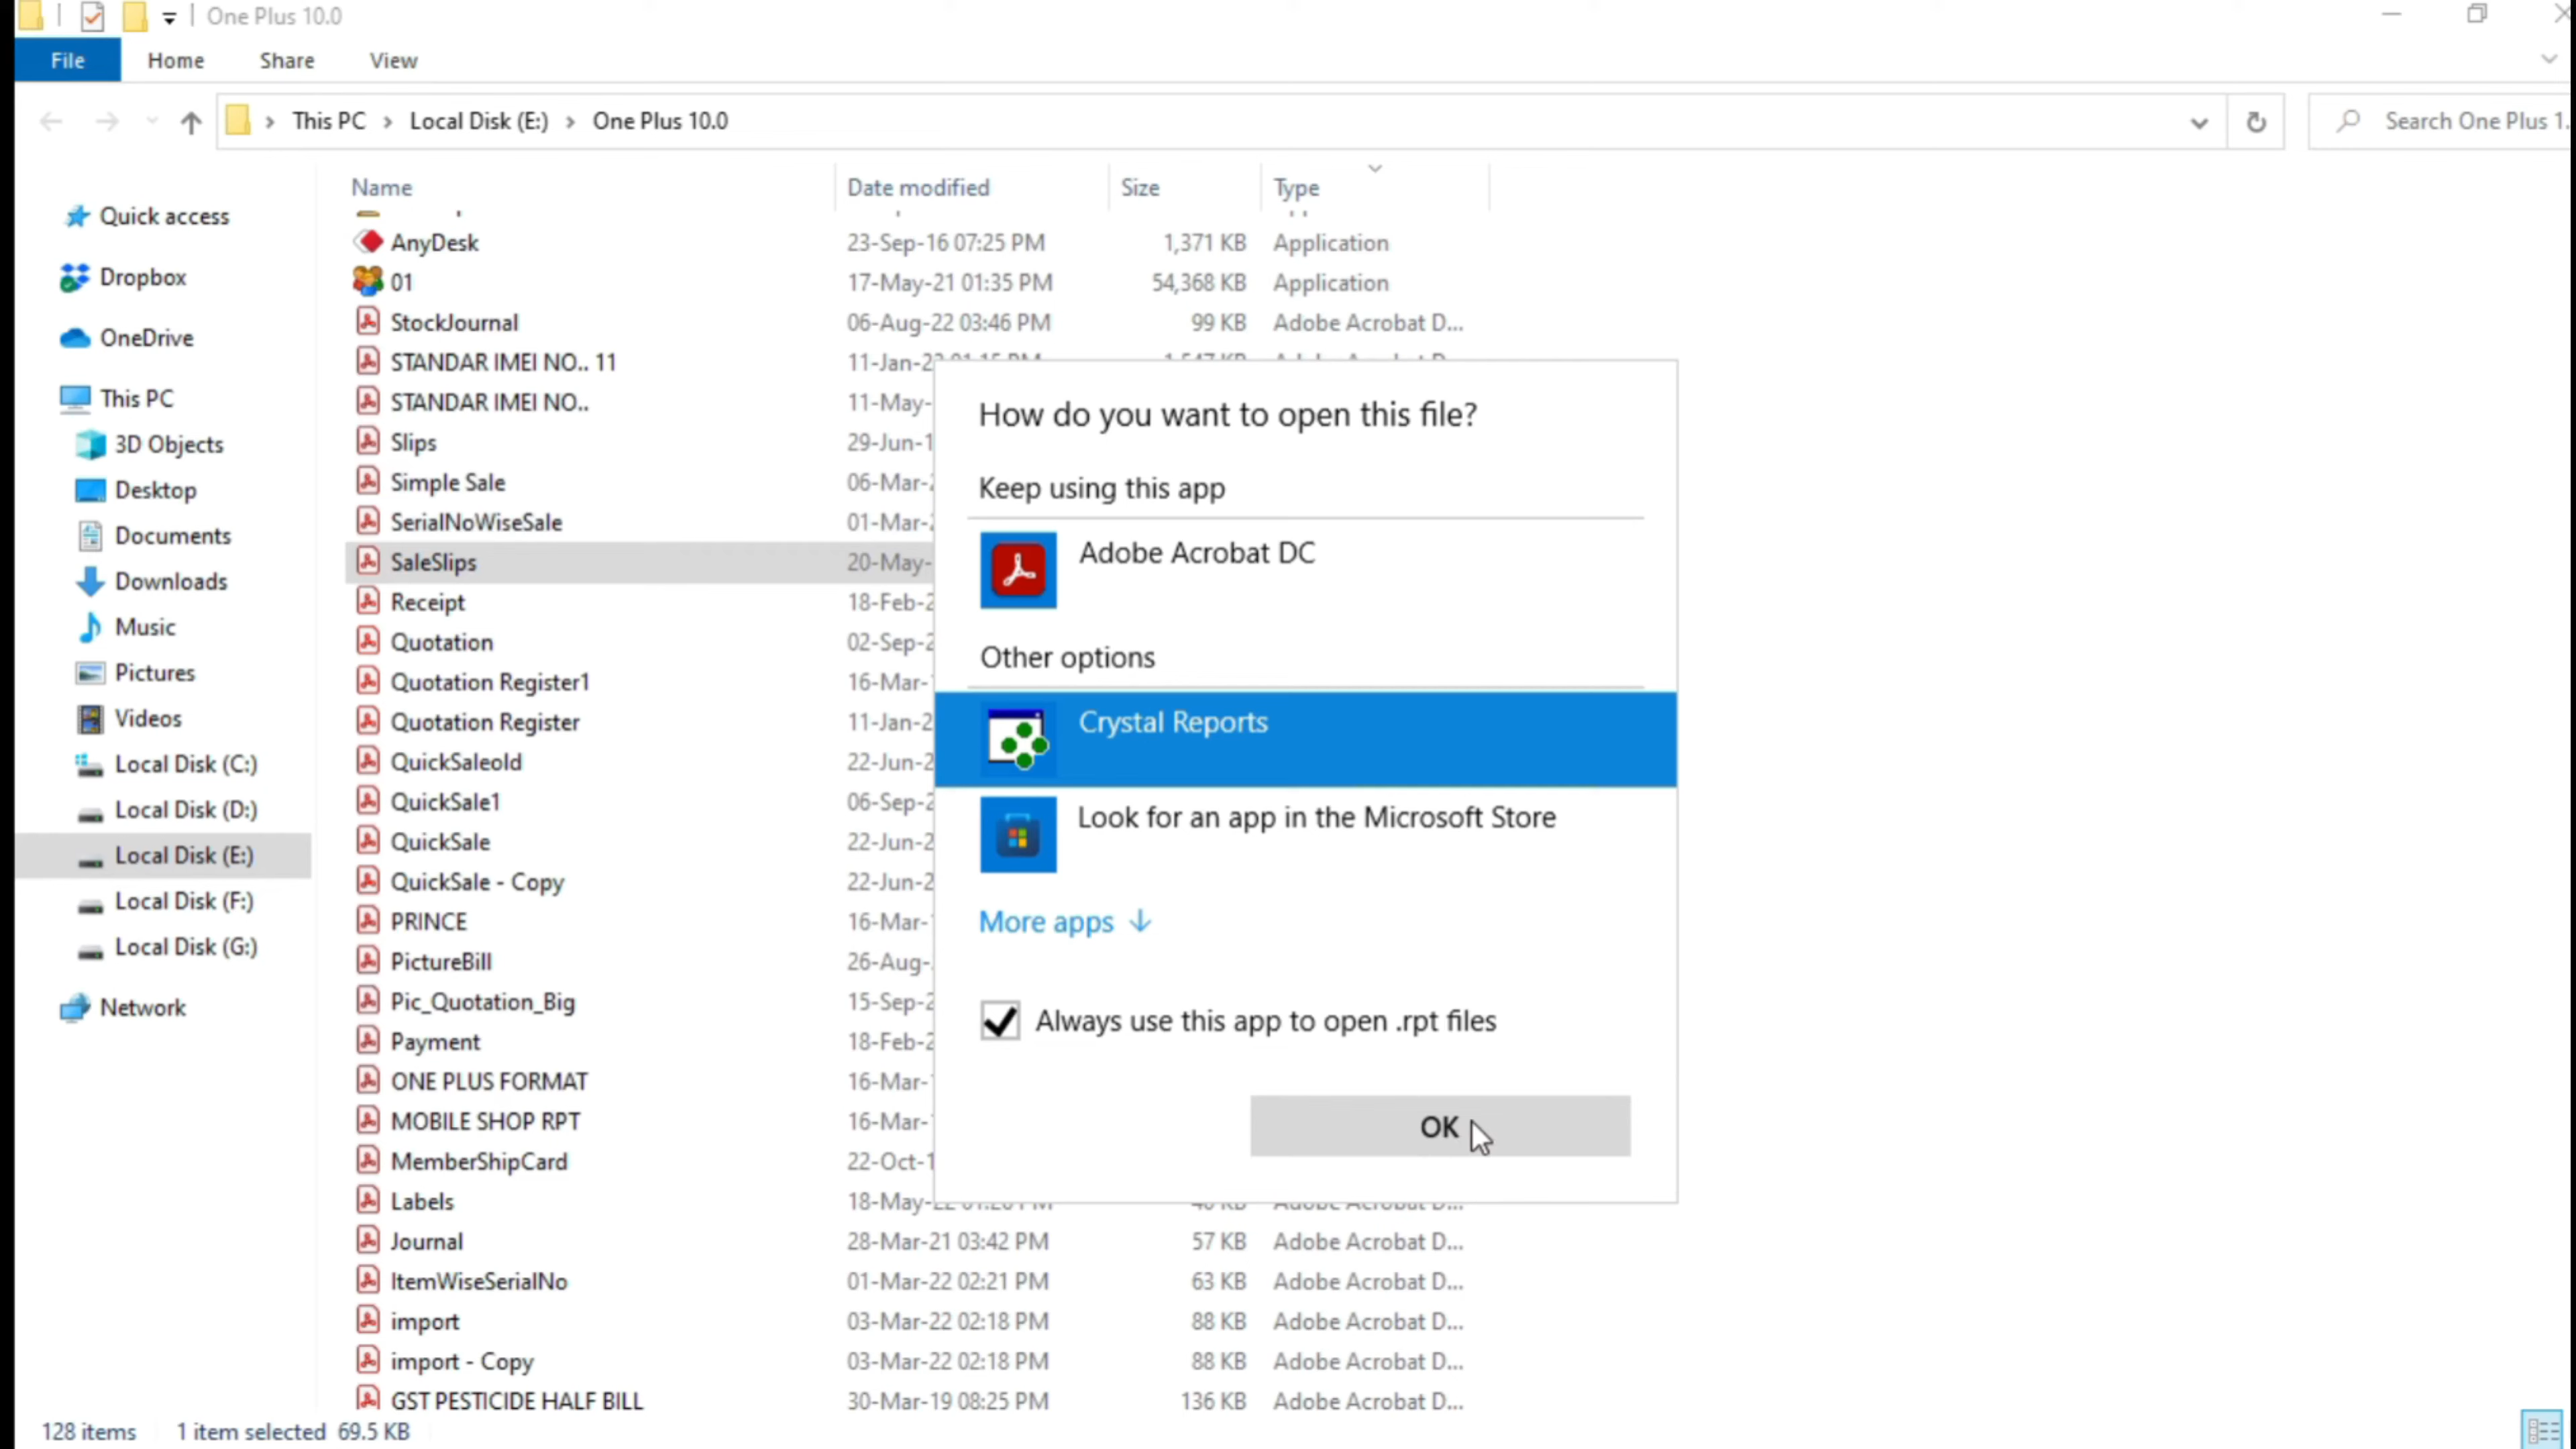 One Plus 10.0
File Home Share View
This PC Local Disk (E:) One Plus 10.0
Search One Plus 1.
Name Date modified Size Type
Quick access
Dropbox
OneDrive
This PC
3D Objects
Desktop
Documents
Downloads
Music
Pictures
Videos
Local Disk (C:)
Local Disk (D:)
Local Disk (E:)
Local Disk (F:)
Local Disk (G:)
Network
AnyDesk 23-Sep-16 07:25 PM 1,371 KB Application
01 17-May-21 01:35 PM 54,368 KB Application
StockJournal 06-Aug-22 03:46 PM 99 KB Adobe Acrobat D...
STANDAR IMEI NO.. 11 11-Jan-2
STANDAR IMEI NO.. 11-May-
Slips 29-Jun-1
Simple Sale 06-Mar-2
SerialNoWiseSale 01-Mar-2
SaleSlips 20-May-
Receipt 18-Feb-2
Quotation 02-Sep-2
Quotation Register1 16-Mar-1
Quotation Register 11-Jan-2
QuickSaleold 22-Jun-2
QuickSale1 06-Sep-2
QuickSale 22-Jun-2
QuickSale - Copy 22-Jun-2
PRINCE 16-Mar-1
PictureBill 26-Aug-
Pic_Quotation_Big 15-Sep-2
Payment 18-Feb-2
ONE PLUS FORMAT 16-Mar-1
MOBILE SHOP RPT 16-Mar-1
MemberShipCard 22-Oct-1
Labels 18-May-
Journal 28-Mar-21 03:42 PM 57 KB Adobe Acrobat D...
ItemWiseSerialNo 01-Mar-22 02:21 PM 63 KB Adobe Acrobat D...
import 03-Mar-22 02:18 PM 88 KB Adobe Acrobat D...
import - Copy 03-Mar-22 02:18 PM 88 KB Adobe Acrobat D...
GST PESTICIDE HALF BILL 30-Mar-19 08:25 PM 136 KB Adobe Acrobat D...
How do you want to open this file?
Keep using this app
Adobe Acrobat DC
Other options
Crystal Reports
Look for an app in the Microsoft Store
More apps
Always use this app to open .rpt files
OK
128 items 1 item selected 69.5 KB